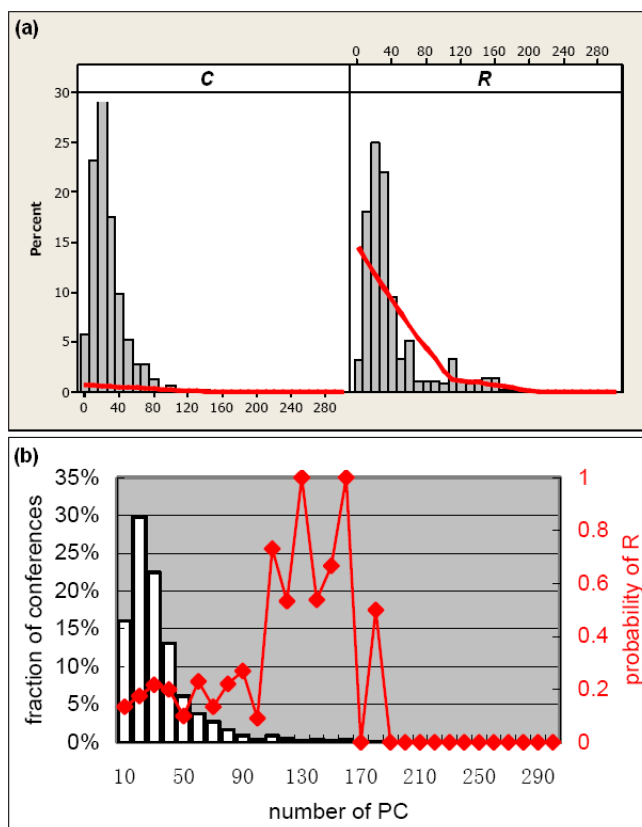 (a)
0 40 80 120 160 200 240 280
C R
30
25
20
15
10
5
0
Percent
0 40 80 120 160 200 240 280
(b)
35%
30%
25%
20%
15%
10%
5%
0%
fraction of conferences
1
0.8
0.6
0.4
0.2
0
probability of R
10 50 90 130 170 210 250 290
number of PC